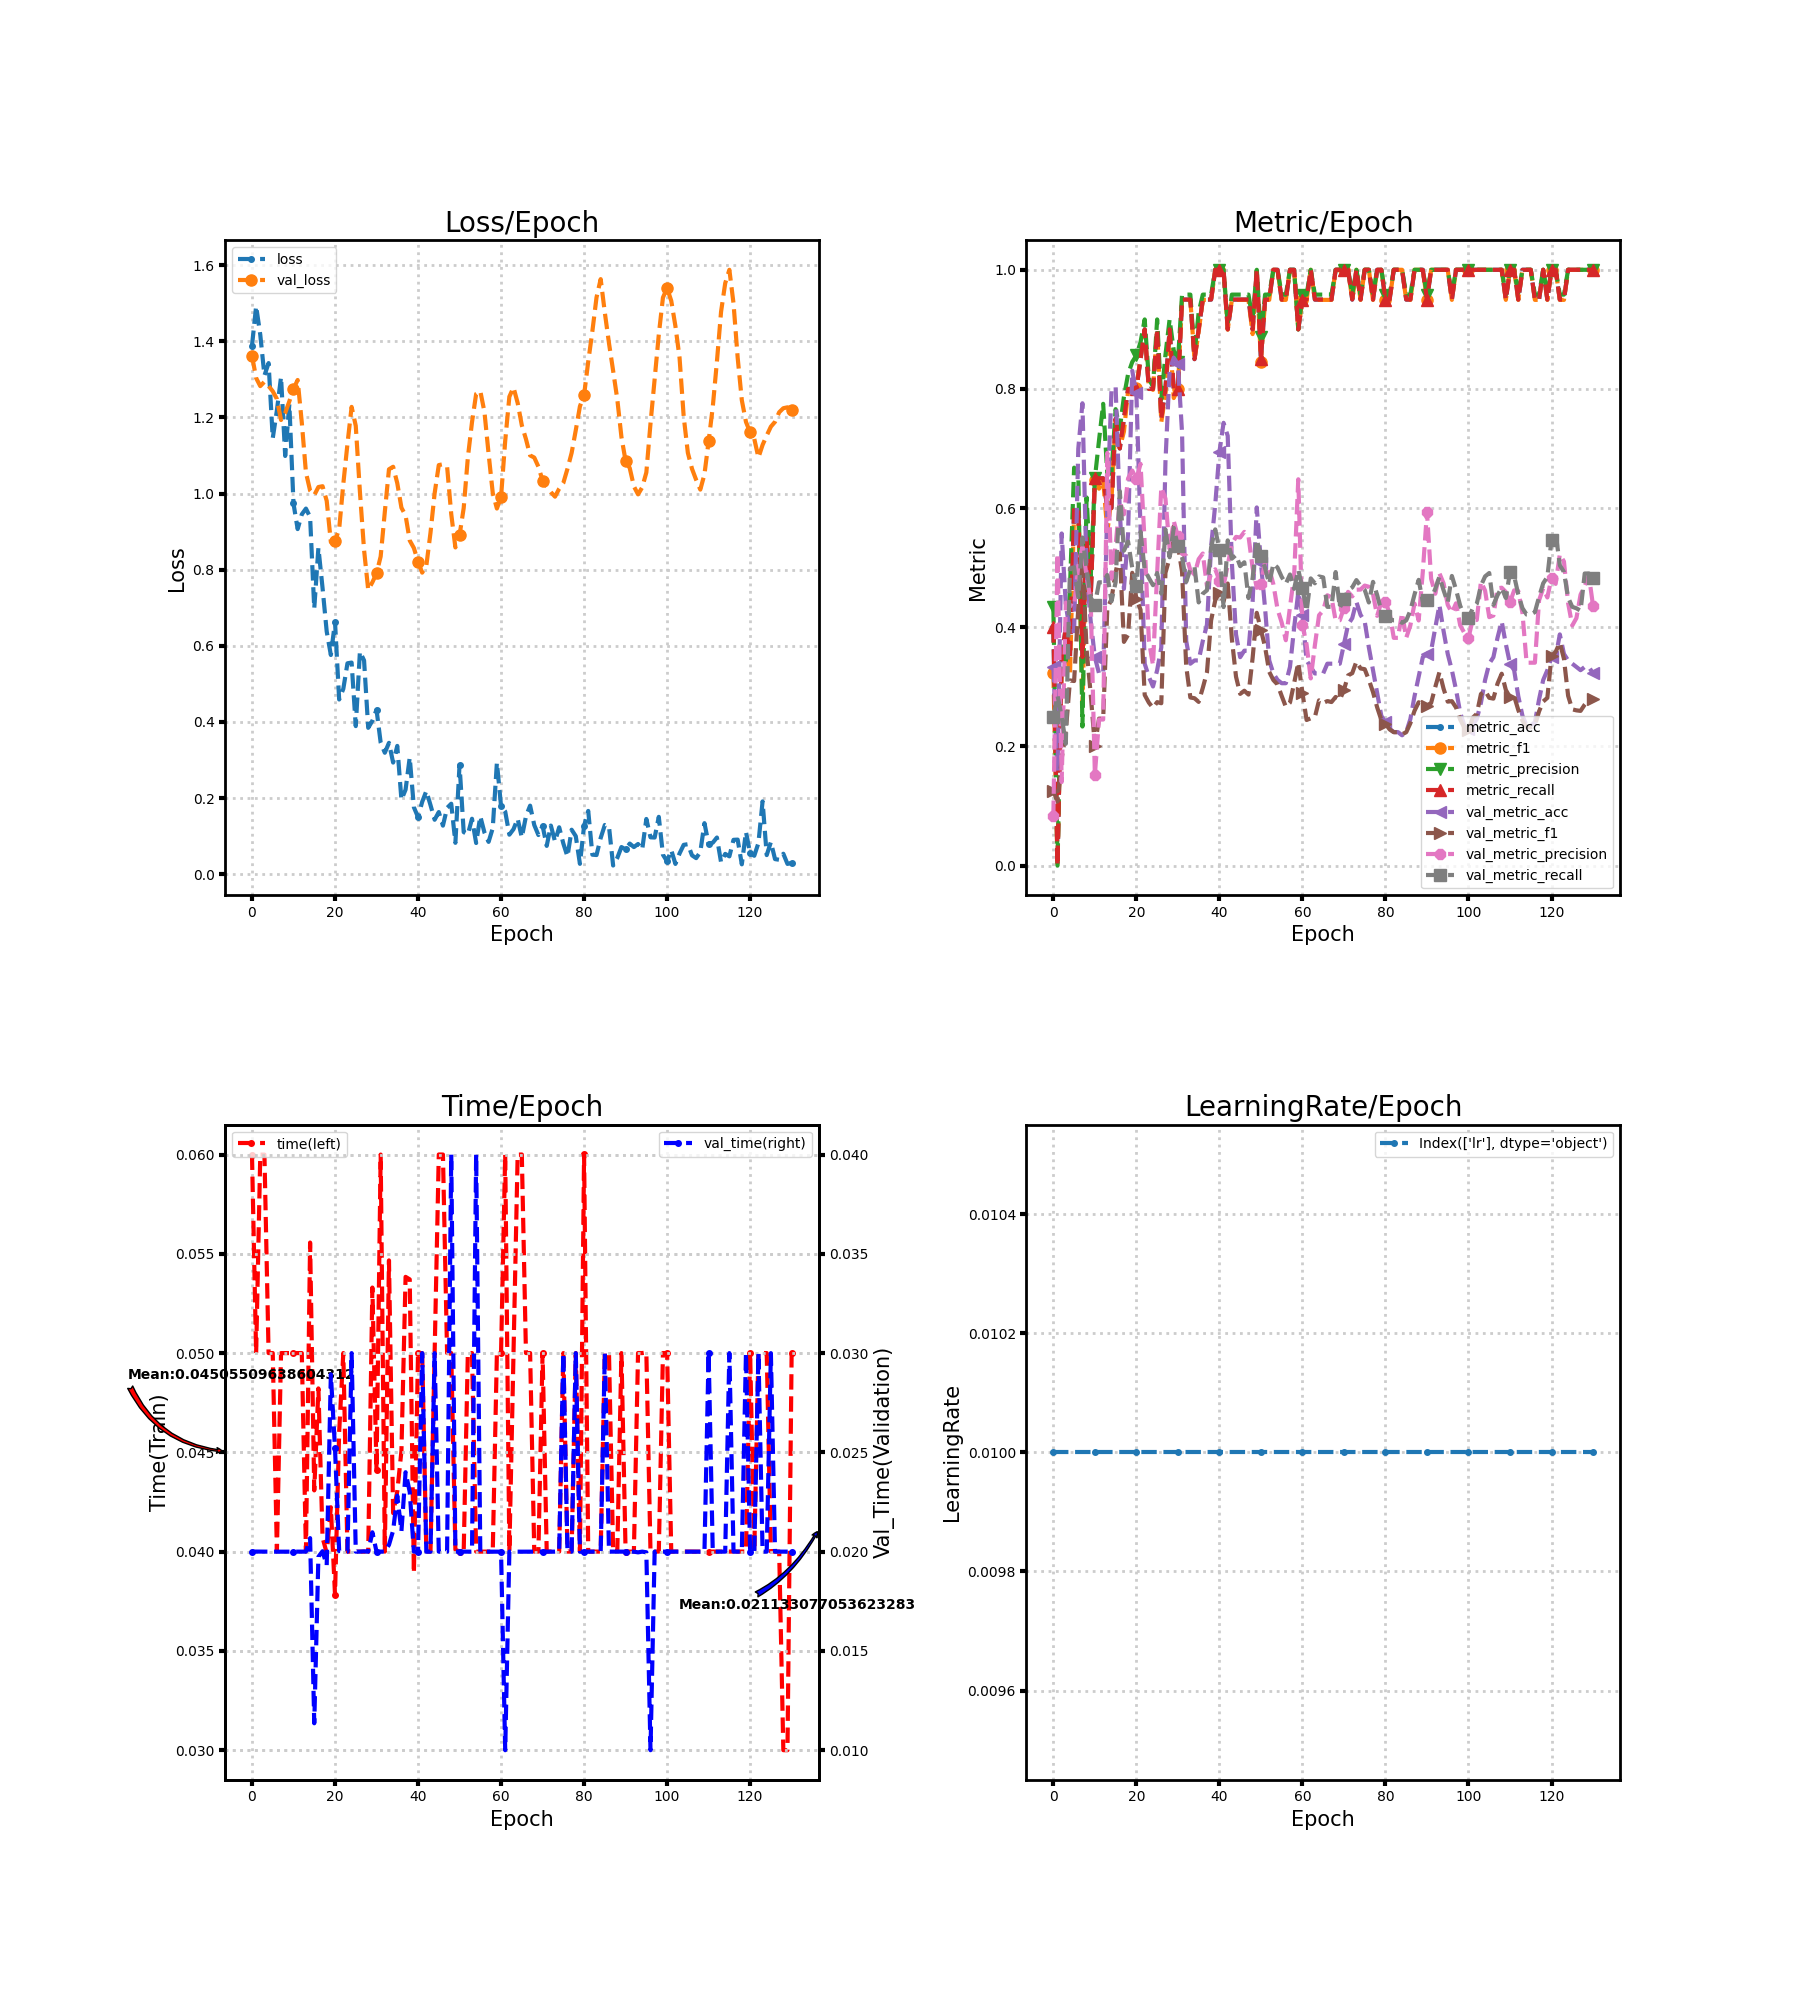 Loss/Epoch
loss
val_loss
1.6
1.4
1.2
1.0
0.8
0.6
0.4
0.2
0.0
Loss
0 20 40 60 80 100 120
Epoch
Metric/Epoch
1.0
0.8
0.6
0.4
0.2
0.0
Metric
metric_acc
metric_f1
metric_precision
metric_recall
val_metric_acc
val_metric_f1
val_metric_precision
val_metric_recall
0 20 40 60 80 100 120
Epoch
Time/Epoch
time(left)
val_time(right)
0.060
0.055
0.050
0.045
0.040
0.035
0.030
Time(Train)
Mean:0.04505509638604312
0.040
0.035
0.030
0.025
0.020
0.015
0.010
Val_Time(Validation)
Mean:0.021133077053623283
0 20 40 60 80 100 120
Epoch
LearningRate/Epoch
Index(['lr'], dtype='object')
0.0104
0.0102
0.0100
0.0098
0.0096
LearningRate
0 20 40 60 80 100 120
Epoch